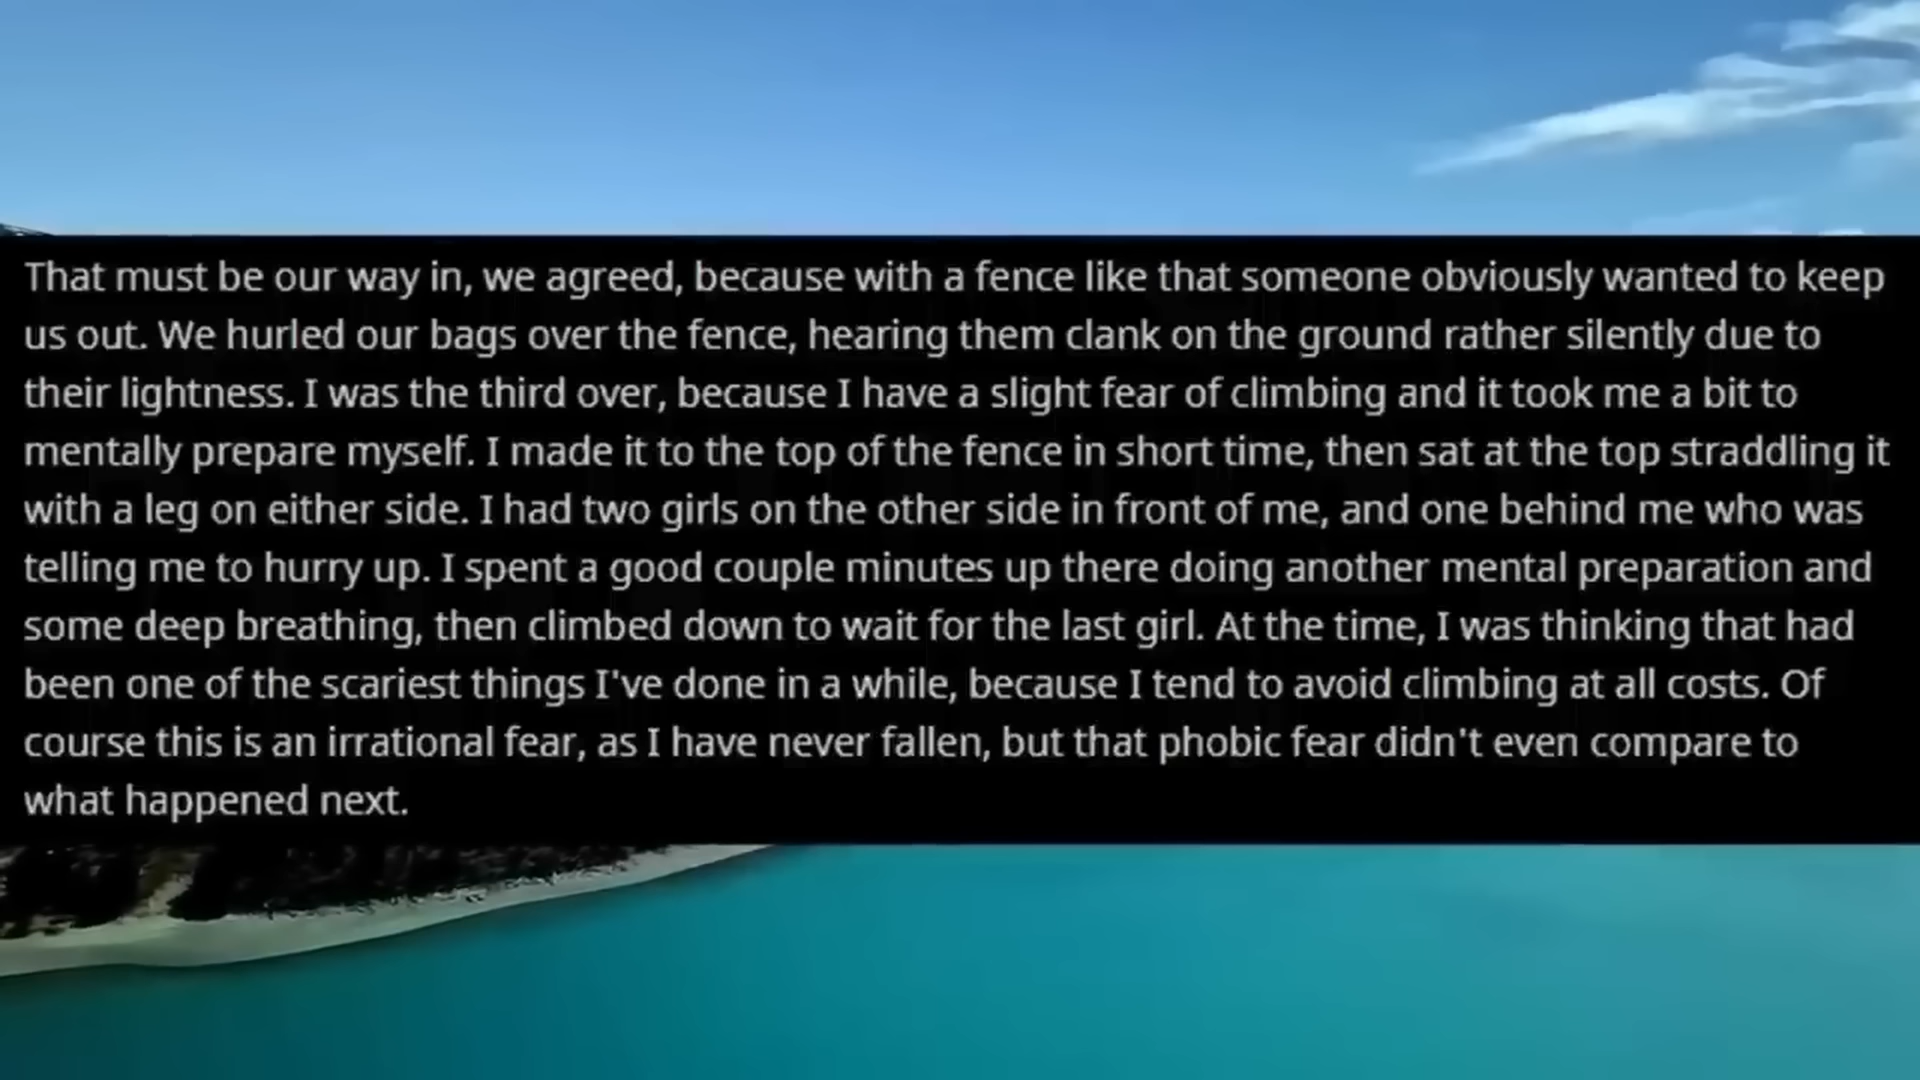 That must be our way in, we agreed, because with a fence like that someone obviously wanted to keep
us out. We hurled our bags over the fence, hearing them clank on the ground rather silently due to
their lightness. I was the third over, because I have a slight fear of climbing and it took me a bit to
mentally prepare myself. I made it to the top of the fence in short time, then sat at the top straddling it
with a leg on either side. I had two girls on the other side in front of me, and one behind me who was
telling me to hurry up. I spent a good couple minutes up there doing another mental preparation and
some deep breathing, then climbed down to wait for the last girl. At the time, I was thinking that had
been one of the scariest things I've done in a while, because I tend to avoid climbing at all costs. Of
course this is an irrational fear, as I have never fallen, but that phobic fear didn't even compare to
what happened next.